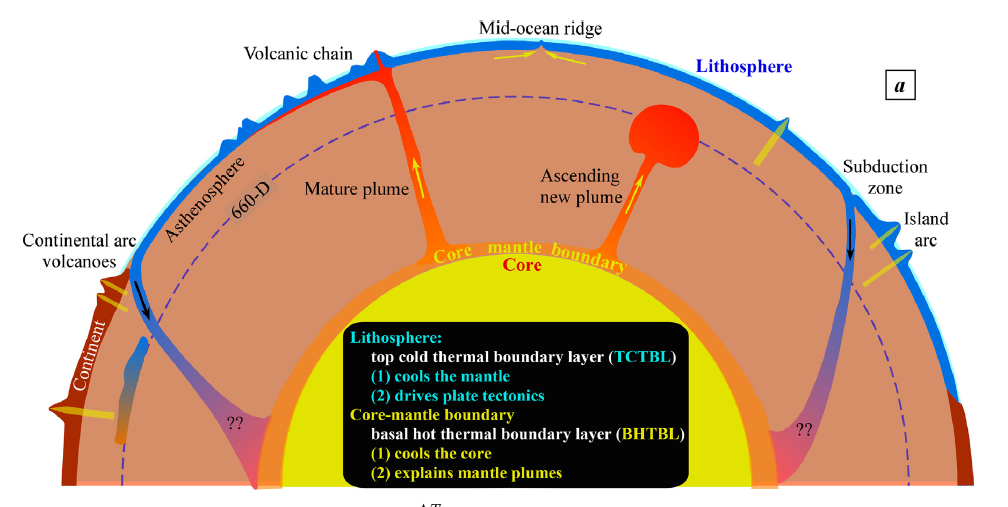 Mid-ocean ridge
Volcanic chain
Lithosphere
a
Asthenosphere
660-D
Mature plume
Ascending
new plume
Subduction
zone
Island
arc
Continental arc
volcanoes
Continent
Core mantle boundary
Core
??
??
Lithosphere:
top cold thermal boundary layer (TCTBL)
(1) cools the mantle
(2) drives plate tectonics
Core-mantle boundary
basal hot thermal boundary layer (BHTBL)
(1) cools the core
(2) explains mantle plumes